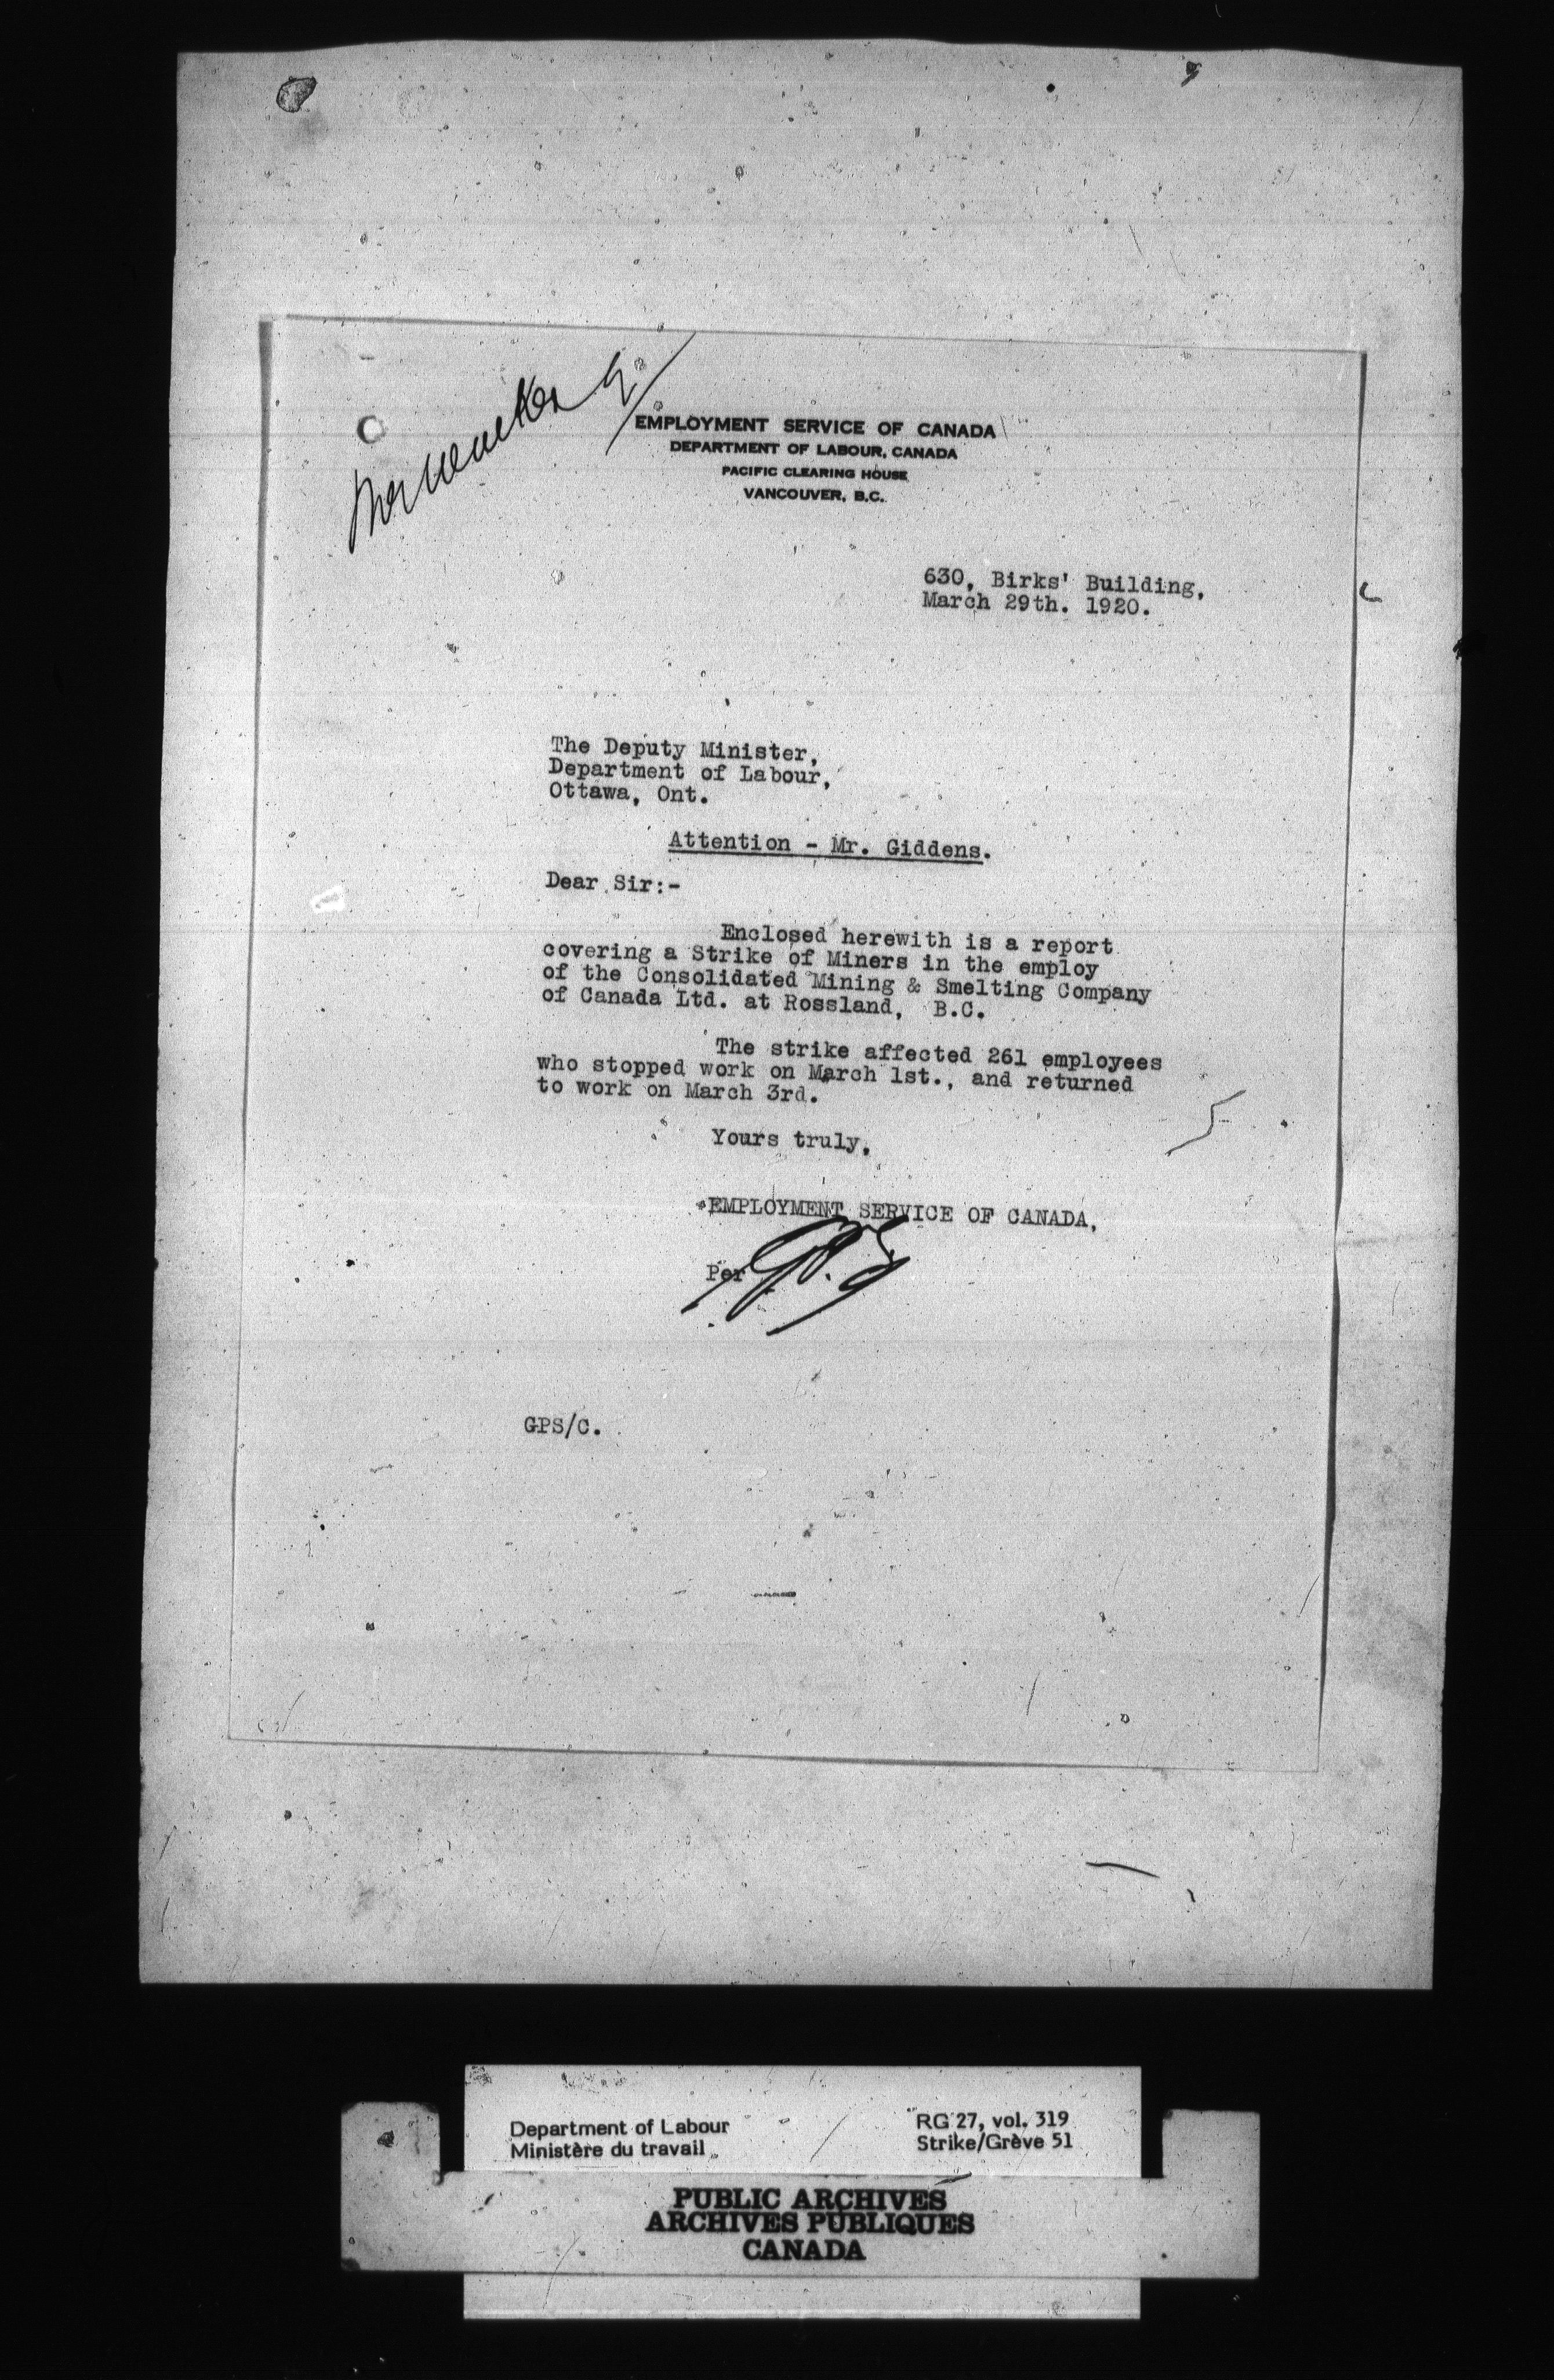 EMPLOYMENT SERVICE OF CANADA
DEPARTMENT OF LABOUR, CANADA
PACIFIC CLEARING HOUSE
VANCOUVER, B.C.
630, Birks' Building,
March 29th. 1920.
The Deputy Minister,
Department of Labour,
Ottawa, Ont.
Attention - Mr. Giddens.
Dear Sir:-
Enclosed herewith is a report
covering a Strike of Miners in the employ
of the Consolidated Mining & Smelting Company
of Canada Ltd. at Rossland, B.C.
The strike affected 261 employees
who stopped work on March 1st., and returned
to work on March 3rd.
Yours truly,
EMPLOYMENT SERVICE OF CANADA,
Per
GPS/C.
Department of Labour
Ministère du travail
RG 27, vol. 319
Strike/Grève 51
PUBLIC ARCHIVES
ARCHIVES PUBLIQUES
CANADA